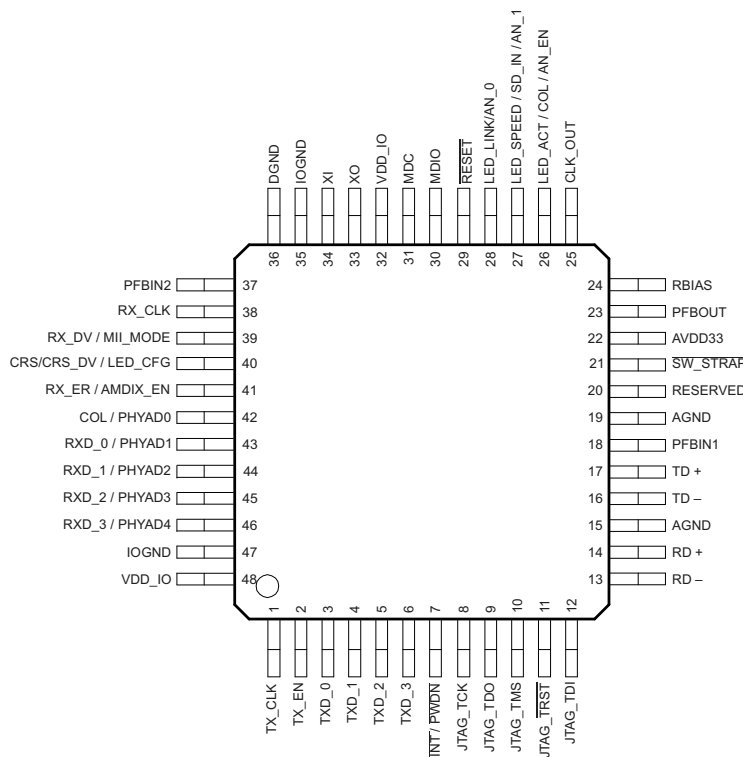 DGND
IOGND
XI
XO
VDD_IO
MDC
MDIO
RESET
LED_LINK/AN_0
LED_SPEED / SD_IN / AN_1
LED_ACT / COL / AN_EN
CLK_OUT
36
35
34
33
32
31
30
29
28
27
26
25
PFBIN2 37
RX_CLK 38
RX_DV / MII_MODE 39
CRS/CRS_DV / LED_CFG 40
RX_ER / AMDIX_EN 41
COL / PHYAD0 42
RXD_0 / PHYAD1 43
RXD_1 / PHYAD2 44
RXD_2 / PHYAD3 45
RXD_3 / PHYAD4 46
IOGND 47
VDD_IO 48
24 RBIAS
23 PFBOUT
22 AVDD33
21 SW_STRAP
20 RESERVED
19 AGND
18 PFBIN1
17 TD +
16 TD –
15 AGND
14 RD +
13 RD –
1
2
3
4
5
6
7
8
9
10
11
12
TX_CLK
TX_EN
TXD_0
TXD_1
TXD_2
TXD_3
INT / PWDN
JTAG_TCK
JTAG_TDO
JTAG_TMS
JTAG_TRST
JTAG_TDI